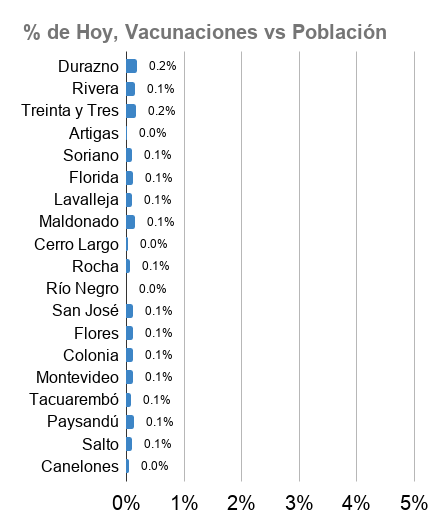 % de Hoy, Vacunaciones vs Población
Durazno 0.2%
Rivera 0.1%
Treinta y Tres 0.2%
Artigas 0.0%
Soriano 0.1%
Florida 0.1%
Lavalleja 0.1%
Maldonado 0.1%
Cerro Largo 0.0%
Rocha 0.1%
Río Negro 0.0%
San José 0.1%
Flores 0.1%
Colonia 0.1%
Montevideo 0.1%
Tacuarembó 0.1%
Paysandú 0.1%
Salto 0.1%
Canelones 0.0%
0% 1% 2% 3% 4% 5%